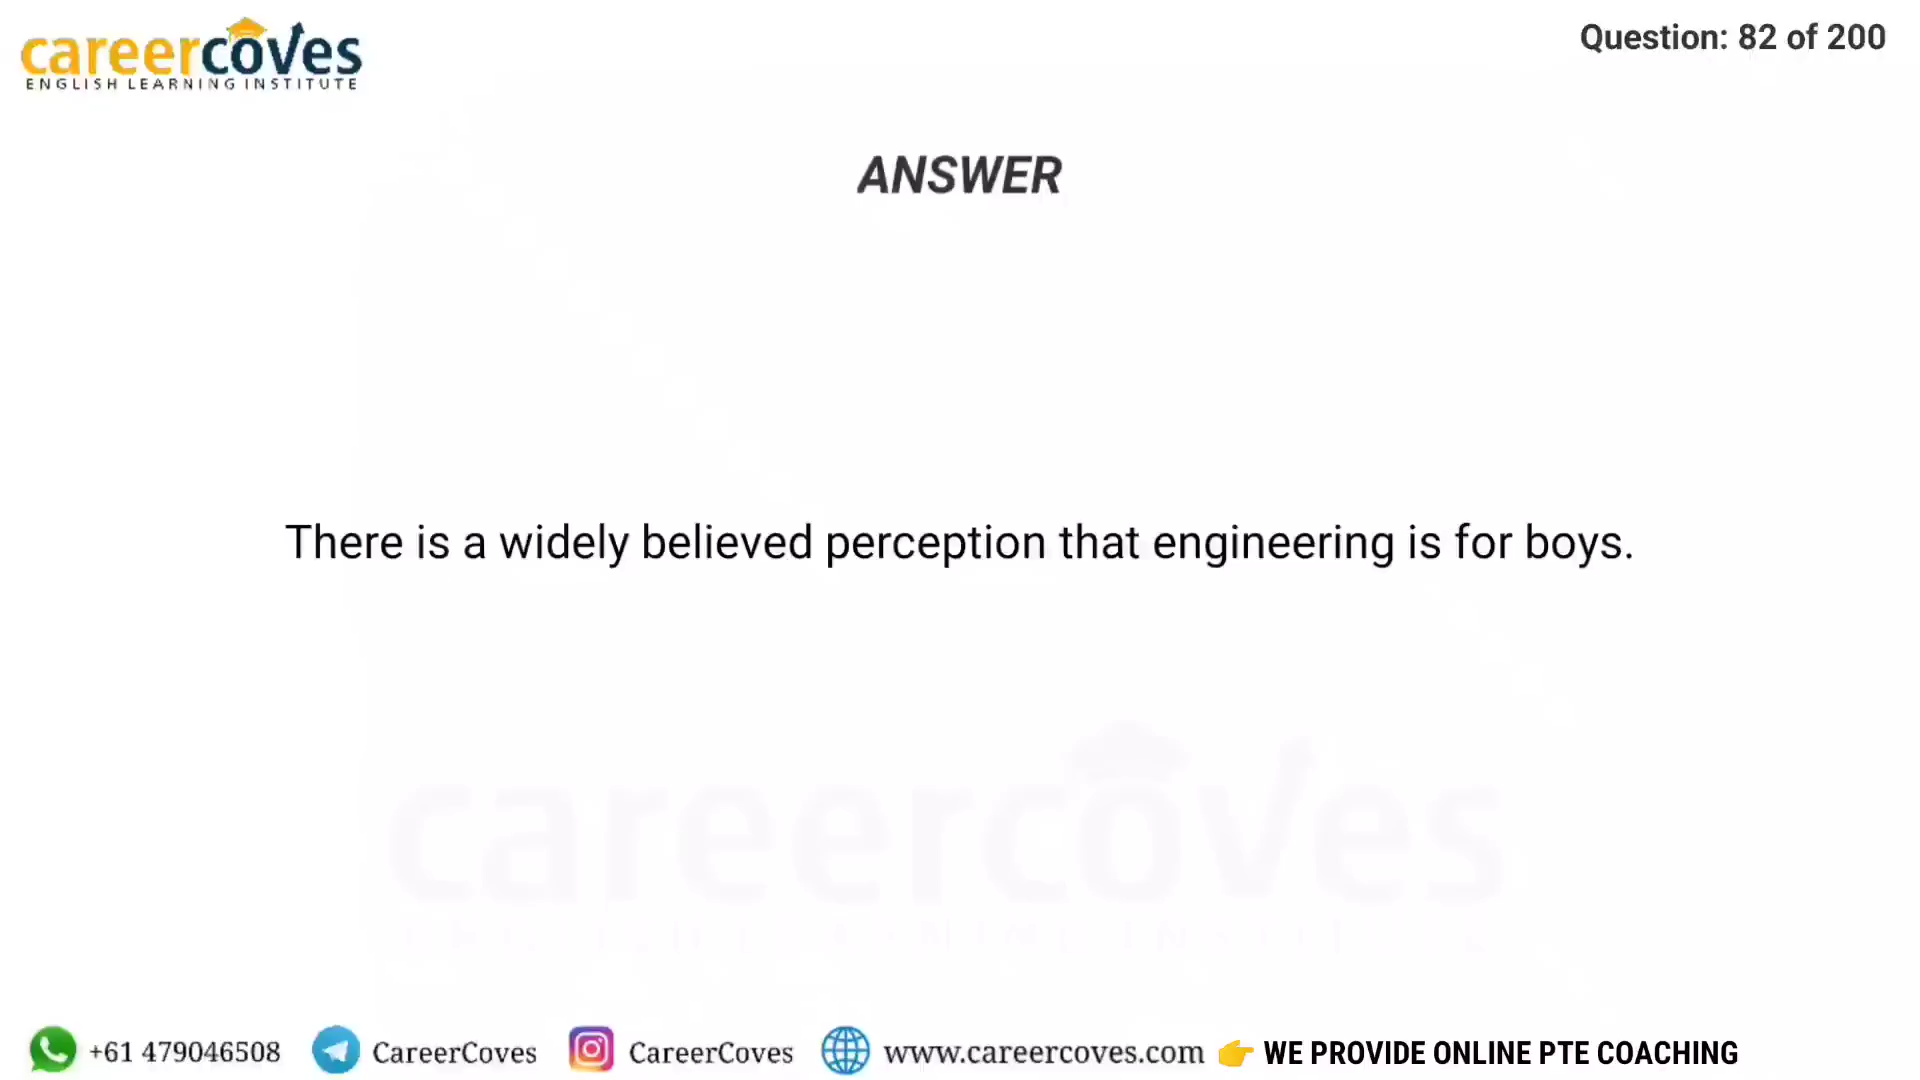 careercoves
ENGLISH LEARNING INSTITUTE
Question: 82 of 200
ANSWER
There is a widely believed perception that engineering is for boys.
careercoves
+61 479046508 CareerCoves CareerCoves www.careercoves.com 👉 WE PROVIDE ONLINE PTE COACHING